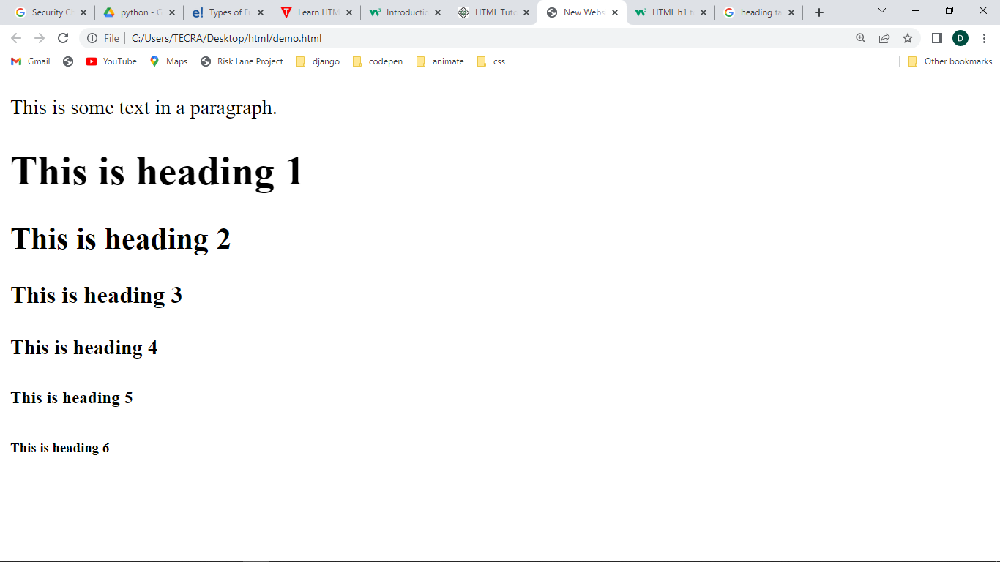 Security C
python - G
Types of Fu
Learn HTM
Introductic
HTML Tuto
New Webs
HTML h1 t
heading ta
File
C:/Users/TECRA/Desktop/html/demo.html
D
Gmail
YouTube
Maps
Risk Lane Project
django
codepen
animate
css
Other bookmarks
This is some text in a paragraph.
This is heading 1
This is heading 2
This is heading 3
This is heading 4
This is heading 5
This is heading 6